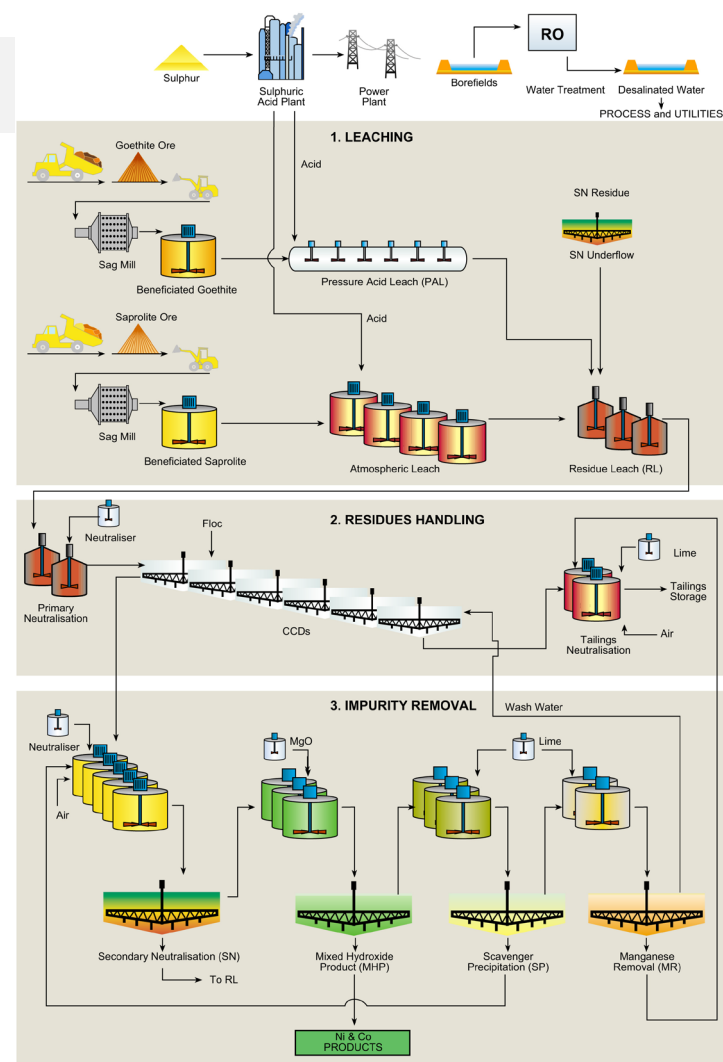 RO
Sulphur
Sulphuric
Acid Plant
Power
Plant
Borefields
Water Treatment
Desalinated Water
PROCESS and UTILITIES
1. LEACHING
Goethite Ore
Acid
SN Residue
Sag Mill
SN Underflow
Beneficiated Goethite
Pressure Acid Leach (PAL)
Saprolite Ore
Acid
Sag Mill
Beneficiated Saprolite
Atmospheric Leach
Residue Leach (RL)
2. RESIDUES HANDLING
Floc
Neutraliser
Lime
Tailings
Storage
Primary
Neutralisation
CCDs
Air
Tailings
Neutralisation
3. IMPURITY REMOVAL
Wash Water
Neutraliser
MgO
Lime
Air
Secondary Neutralisation (SN)
Mixed Hydroxide
Product (MHP)
Scavenger
Precipitation (SP)
Manganese
Removal (MR)
To RL
Ni & Co
PRODUCTS